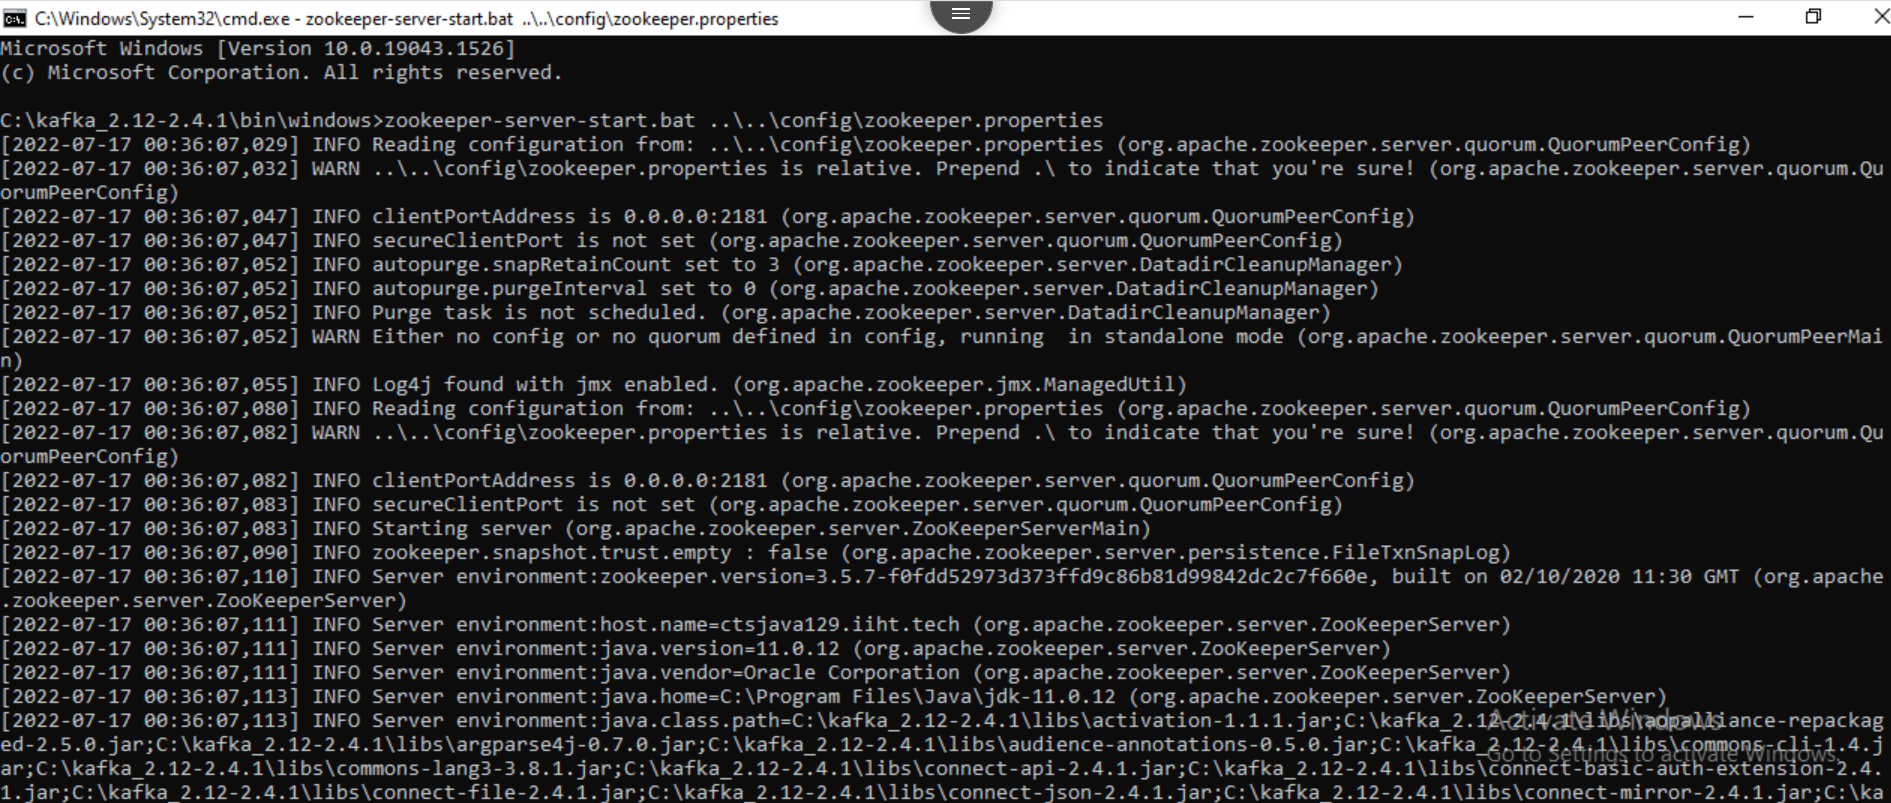 C:\Windows\System32\cmd.exe - zookeeper-server-start.bat ..\..\config\zookeeper.properties
Microsoft Windows [Version 10.0.19043.1526]
(c) Microsoft Corporation. All rights reserved.
C:\kafka_2.12-2.4.1\bin\windows>zookeeper-server-start.bat ..\..\config\zookeeper.properties
[2022-07-17 00:36:07,029] INFO Reading configuration from: ..\..\config\zookeeper.properties (org.apache.zookeeper.server.quorum.QuorumPeerConfig)
[2022-07-17 00:36:07,032] WARN ..\..\config\zookeeper.properties is relative. Prepend .\ to indicate that you're sure! (org.apache.zookeeper.server.quorum.Qu
orumPeerConfig)
[2022-07-17 00:36:07,047] INFO clientPortAddress is 0.0.0.0:2181 (org.apache.zookeeper.server.quorum.QuorumPeerConfig)
[2022-07-17 00:36:07,047] INFO secureClientPort is not set (org.apache.zookeeper.server.quorum.QuorumPeerConfig)
[2022-07-17 00:36:07,052] INFO autopurge.snapRetainCount set to 3 (org.apache.zookeeper.server.DatadirCleanupManager)
[2022-07-17 00:36:07,052] INFO autopurge.purgeInterval set to 0 (org.apache.zookeeper.server.DatadirCleanupManager)
[2022-07-17 00:36:07,052] INFO Purge task is not scheduled. (org.apache.zookeeper.server.DatadirCleanupManager)
[2022-07-17 00:36:07,052] WARN Either no config or no quorum defined in config, running  in standalone mode (org.apache.zookeeper.server.quorum.QuorumPeerMai
n)
[2022-07-17 00:36:07,055] INFO Log4j found with jmx enabled. (org.apache.zookeeper.jmx.ManagedUtil)
[2022-07-17 00:36:07,080] INFO Reading configuration from: ..\..\config\zookeeper.properties (org.apache.zookeeper.server.quorum.QuorumPeerConfig)
[2022-07-17 00:36:07,082] WARN ..\..\config\zookeeper.properties is relative. Prepend .\ to indicate that you're sure! (org.apache.zookeeper.server.quorum.Qu
orumPeerConfig)
[2022-07-17 00:36:07,082] INFO clientPortAddress is 0.0.0.0:2181 (org.apache.zookeeper.server.quorum.QuorumPeerConfig)
[2022-07-17 00:36:07,083] INFO secureClientPort is not set (org.apache.zookeeper.server.quorum.QuorumPeerConfig)
[2022-07-17 00:36:07,083] INFO Starting server (org.apache.zookeeper.server.ZooKeeperServerMain)
[2022-07-17 00:36:07,090] INFO zookeeper.snapshot.trust.empty : false (org.apache.zookeeper.server.persistence.FileTxnSnapLog)
[2022-07-17 00:36:07,110] INFO Server environment:zookeeper.version=3.5.7-f0fdd52973d373ffd9c86b81d99842dc2c7f660e, built on 02/10/2020 11:30 GMT (org.apache
.zookeeper.server.ZooKeeperServer)
[2022-07-17 00:36:07,111] INFO Server environment:host.name=ctsjava129.iiht.tech (org.apache.zookeeper.server.ZooKeeperServer)
[2022-07-17 00:36:07,111] INFO Server environment:java.version=11.0.12 (org.apache.zookeeper.server.ZooKeeperServer)
[2022-07-17 00:36:07,111] INFO Server environment:java.vendor=Oracle Corporation (org.apache.zookeeper.server.ZooKeeperServer)
[2022-07-17 00:36:07,113] INFO Server environment:java.home=C:\Program Files\Java\jdk-11.0.12 (org.apache.zookeeper.server.ZooKeeperServer)
[2022-07-17 00:36:07,113] INFO Server environment:java.class.path=C:\kafka_2.12-2.4.1\libs\activation-1.1.1.jar;C:\kafka_2.12-2.4.1\libs\aopalliance-repackag
ed-2.5.0.jar;C:\kafka_2.12-2.4.1\libs\argparse4j-0.7.0.jar;C:\kafka_2.12-2.4.1\libs\audience-annotations-0.5.0.jar;C:\kafka_2.12-2.4.1\libs\commons-cli-1.4.j
ar;C:\kafka_2.12-2.4.1\libs\commons-lang3-3.8.1.jar;C:\kafka_2.12-2.4.1\libs\connect-api-2.4.1.jar;C:\kafka_2.12-2.4.1\libs\connect-basic-auth-extension-2.4.
1.jar;C:\kafka_2.12-2.4.1\libs\connect-file-2.4.1.jar;C:\kafka_2.12-2.4.1\libs\connect-json-2.4.1.jar;C:\kafka_2.12-2.4.1\libs\connect-mirror-2.4.1.jar;C:\ka
Activate Windows
Go to Settings to activate Windows.